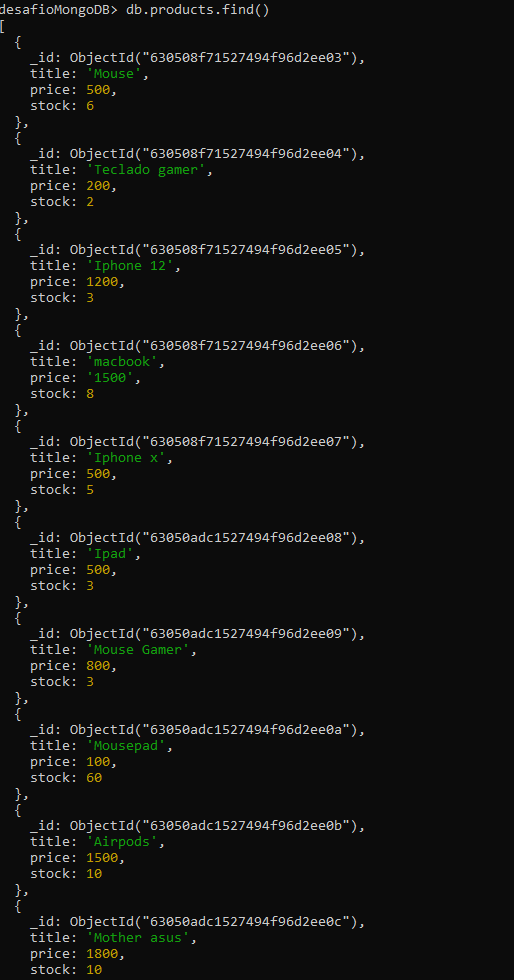 desafioMongoDB> db.products.find()
[
  {
    _id: ObjectId("630508f71527494f96d2ee03"),
    title: 'Mouse',
    price: 500,
    stock: 6
  },
  {
    _id: ObjectId("630508f71527494f96d2ee04"),
    title: 'Teclado gamer',
    price: 200,
    stock: 2
  },
  {
    _id: ObjectId("630508f71527494f96d2ee05"),
    title: 'Iphone 12',
    price: 1200,
    stock: 3
  },
  {
    _id: ObjectId("630508f71527494f96d2ee06"),
    title: 'macbook',
    price: '1500',
    stock: 8
  },
  {
    _id: ObjectId("630508f71527494f96d2ee07"),
    title: 'Iphone x',
    price: 500,
    stock: 5
  },
  {
    _id: ObjectId("63050adc1527494f96d2ee08"),
    title: 'Ipad',
    price: 500,
    stock: 3
  },
  {
    _id: ObjectId("63050adc1527494f96d2ee09"),
    title: 'Mouse Gamer',
    price: 800,
    stock: 3
  },
  {
    _id: ObjectId("63050adc1527494f96d2ee0a"),
    title: 'Mousepad',
    price: 100,
    stock: 60
  },
  {
    _id: ObjectId("63050adc1527494f96d2ee0b"),
    title: 'Airpods',
    price: 1500,
    stock: 10
  },
  {
    _id: ObjectId("63050adc1527494f96d2ee0c"),
    title: 'Mother asus',
    price: 1800,
    stock: 10